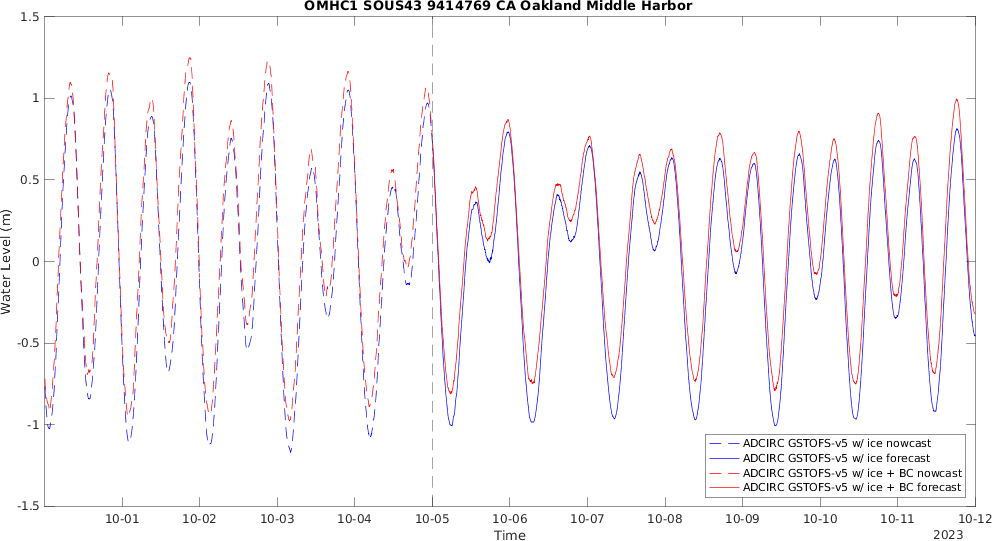 OMHC1 SOUS43 9414769 CA Oakland Middle Harbor
1.5
1
0.5
0
-0.5
-1
-1.5
Water Level (m)
10-01 10-02 10-03 10-04 10-05 10-06 10-07 10-08 10-09 10-10 10-11 10-12
Time
2023
ADCIRC GSTOFS-v5 w/ ice nowcast
ADCIRC GSTOFS-v5 w/ ice forecast
ADCIRC GSTOFS-v5 w/ ice + BC nowcast
ADCIRC GSTOFS-v5 w/ ice + BC forecast